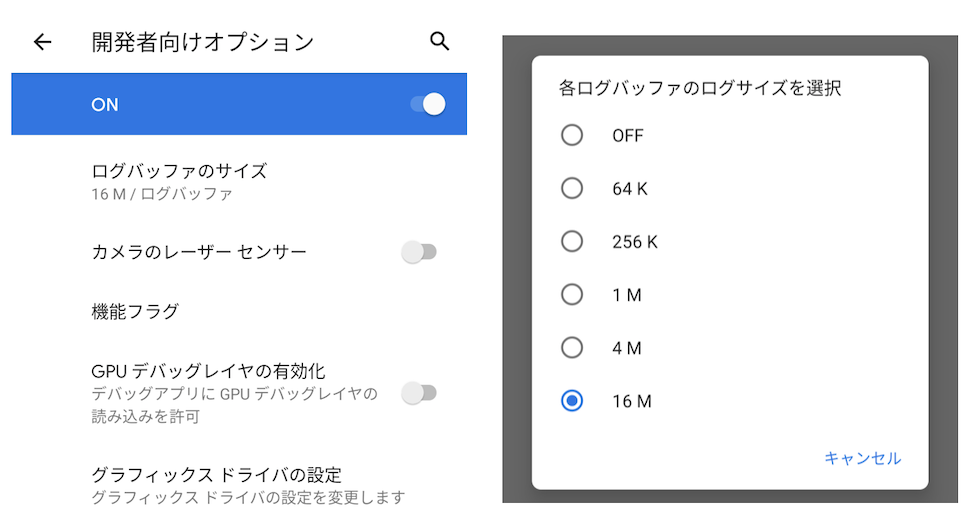 開発者向けオプション
ON
ログバッファのサイズ
16 M / ログバッファ
カメラのレーザー センサー
機能フラグ
GPU デバッグレイヤの有効化
デバッグアプリに GPU デバッグレイヤの
読み込みを許可
グラフィックス ドライバの設定
グラフィックス ドライバの設定を変更します
各ログバッファのログサイズを選択
OFF
64 K
256 K
1 M
4 M
16 M
キャンセル